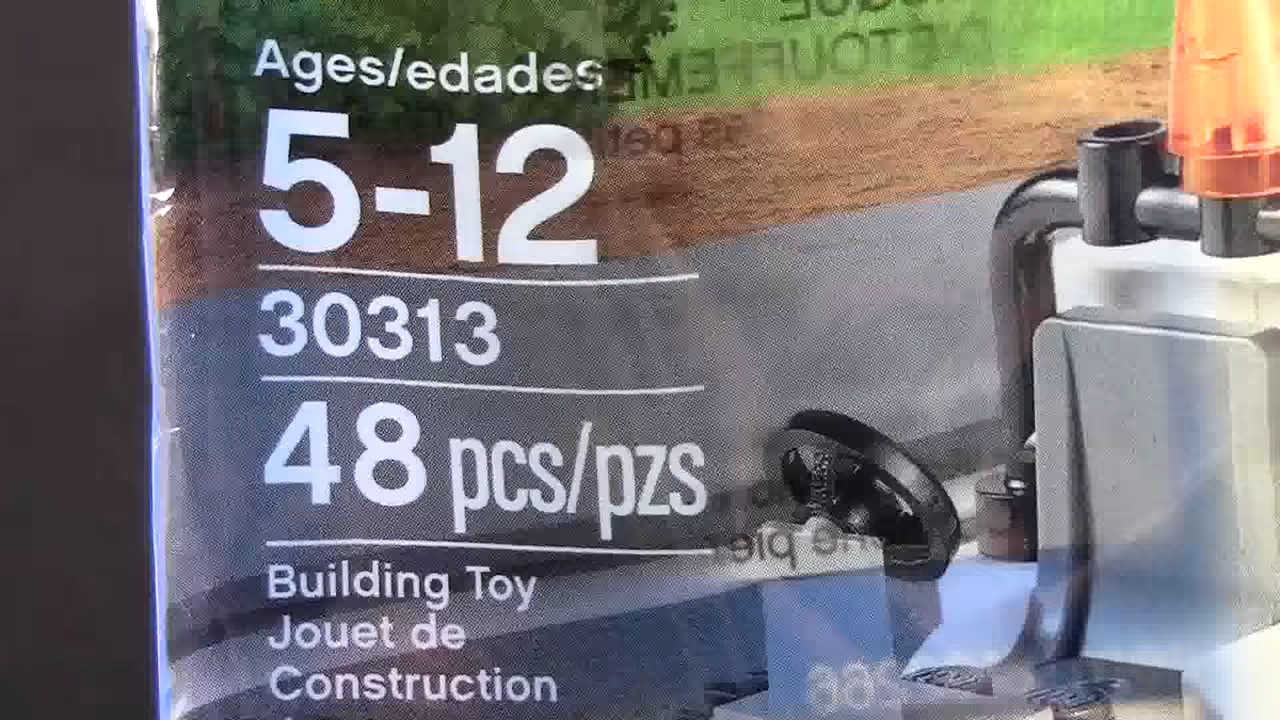 Ages/edades
5-12
30313
48 pcs/pzs
Building Toy
Jouet de
Construction